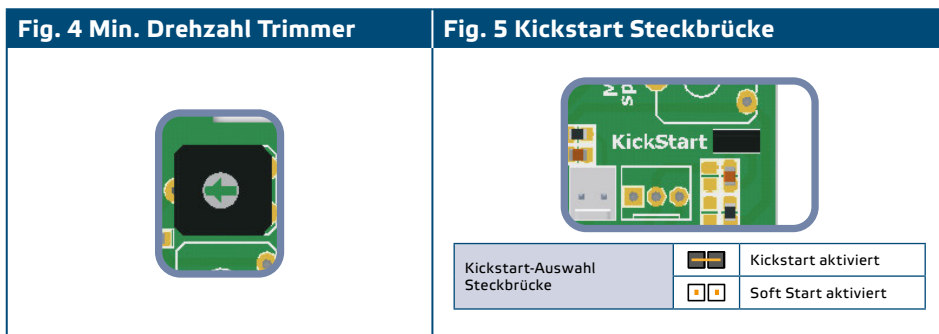 Fig. 4 Min. Drehzahl Trimmer
Fig. 5 Kickstart Steckbrücke
KickStart
Kickstart-Auswahl
Steckbrücke
Kickstart aktiviert
Soft Start aktiviert